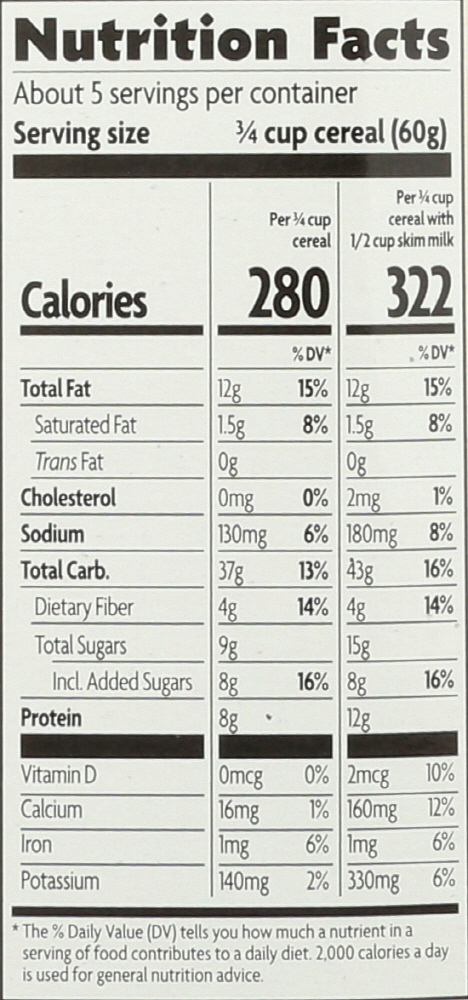 Nutrition Facts
About 5 servings per container
Serving size ¾ cup cereal (60g)
Per ¾ cup
cereal
Per ¾ cup
cereal with
1/2 cup skim milk
Calories 280 322
% DV* % DV*
Total Fat 12g 15% 12g 15%
Saturated Fat 1.5g 8% 1.5g 8%
Trans Fat 0g 0g
Cholesterol 0mg 0% 2mg 1%
Sodium 130mg 6% 180mg 8%
Total Carb. 37g 13% 43g 16%
Dietary Fiber 4g 14% 4g 14%
Total Sugars 9g 15g
Incl. Added Sugars 8g 16% 8g 16%
Protein 8g 12g
Vitamin D 0mcg 0% 2mcg 10%
Calcium 16mg 1% 160mg 12%
Iron 1mg 6% 1mg 6%
Potassium 140mg 2% 330mg 6%
* The % Daily Value (DV) tells you how much a nutrient in a
serving of food contributes to a daily diet. 2,000 calories a day
is used for general nutrition advice.